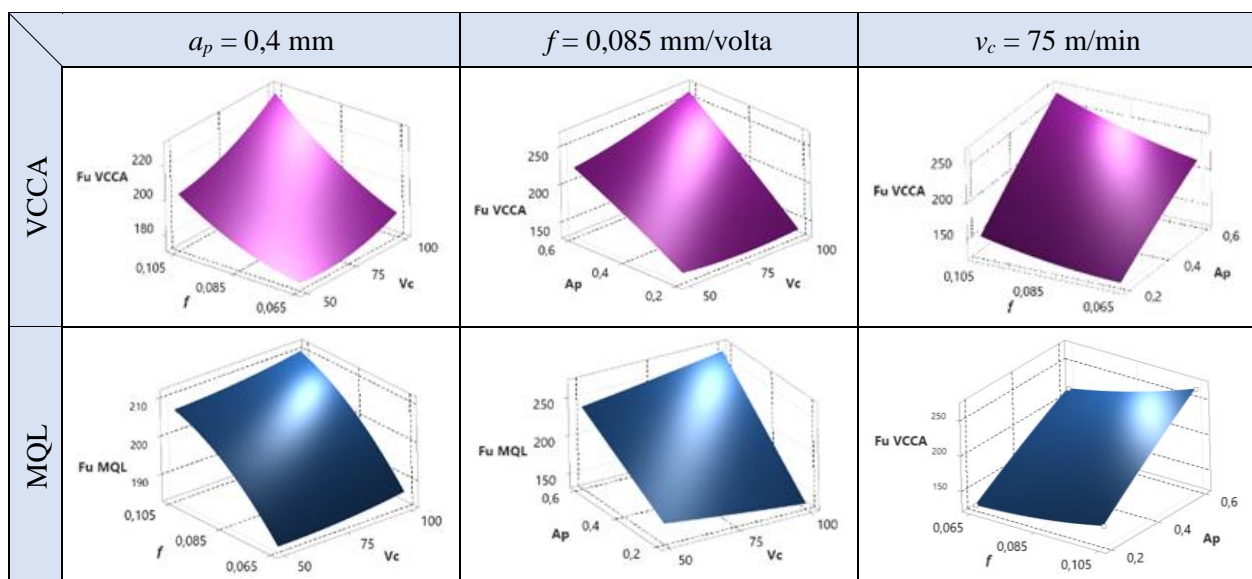 a_p = 0,4 mm
f = 0,085 mm/volta
v_c = 75 m/min
VCCA
220
Fu VCCA
200
180
0,105
0,085
f
0,065
50
75
Vc
100
250
200
Fu VCCA
150
0,6
Ap
0,4
0,2
50
75
Vc
100
250
Fu VCCA
200
150
0,105
0,085
f
0,065
0,2
0,4
Ap
0,6
MQL
210
200
Fu MQL
190
0,105
f
0,085
0,065
50
75
Vc
100
250
Fu MQL
200
150
0,6
0,4
Ap
0,2
50
75
Vc
100
250
Fu VCCA
200
150
0,065
0,085
f
0,105
0,2
0,4
Ap
0,6